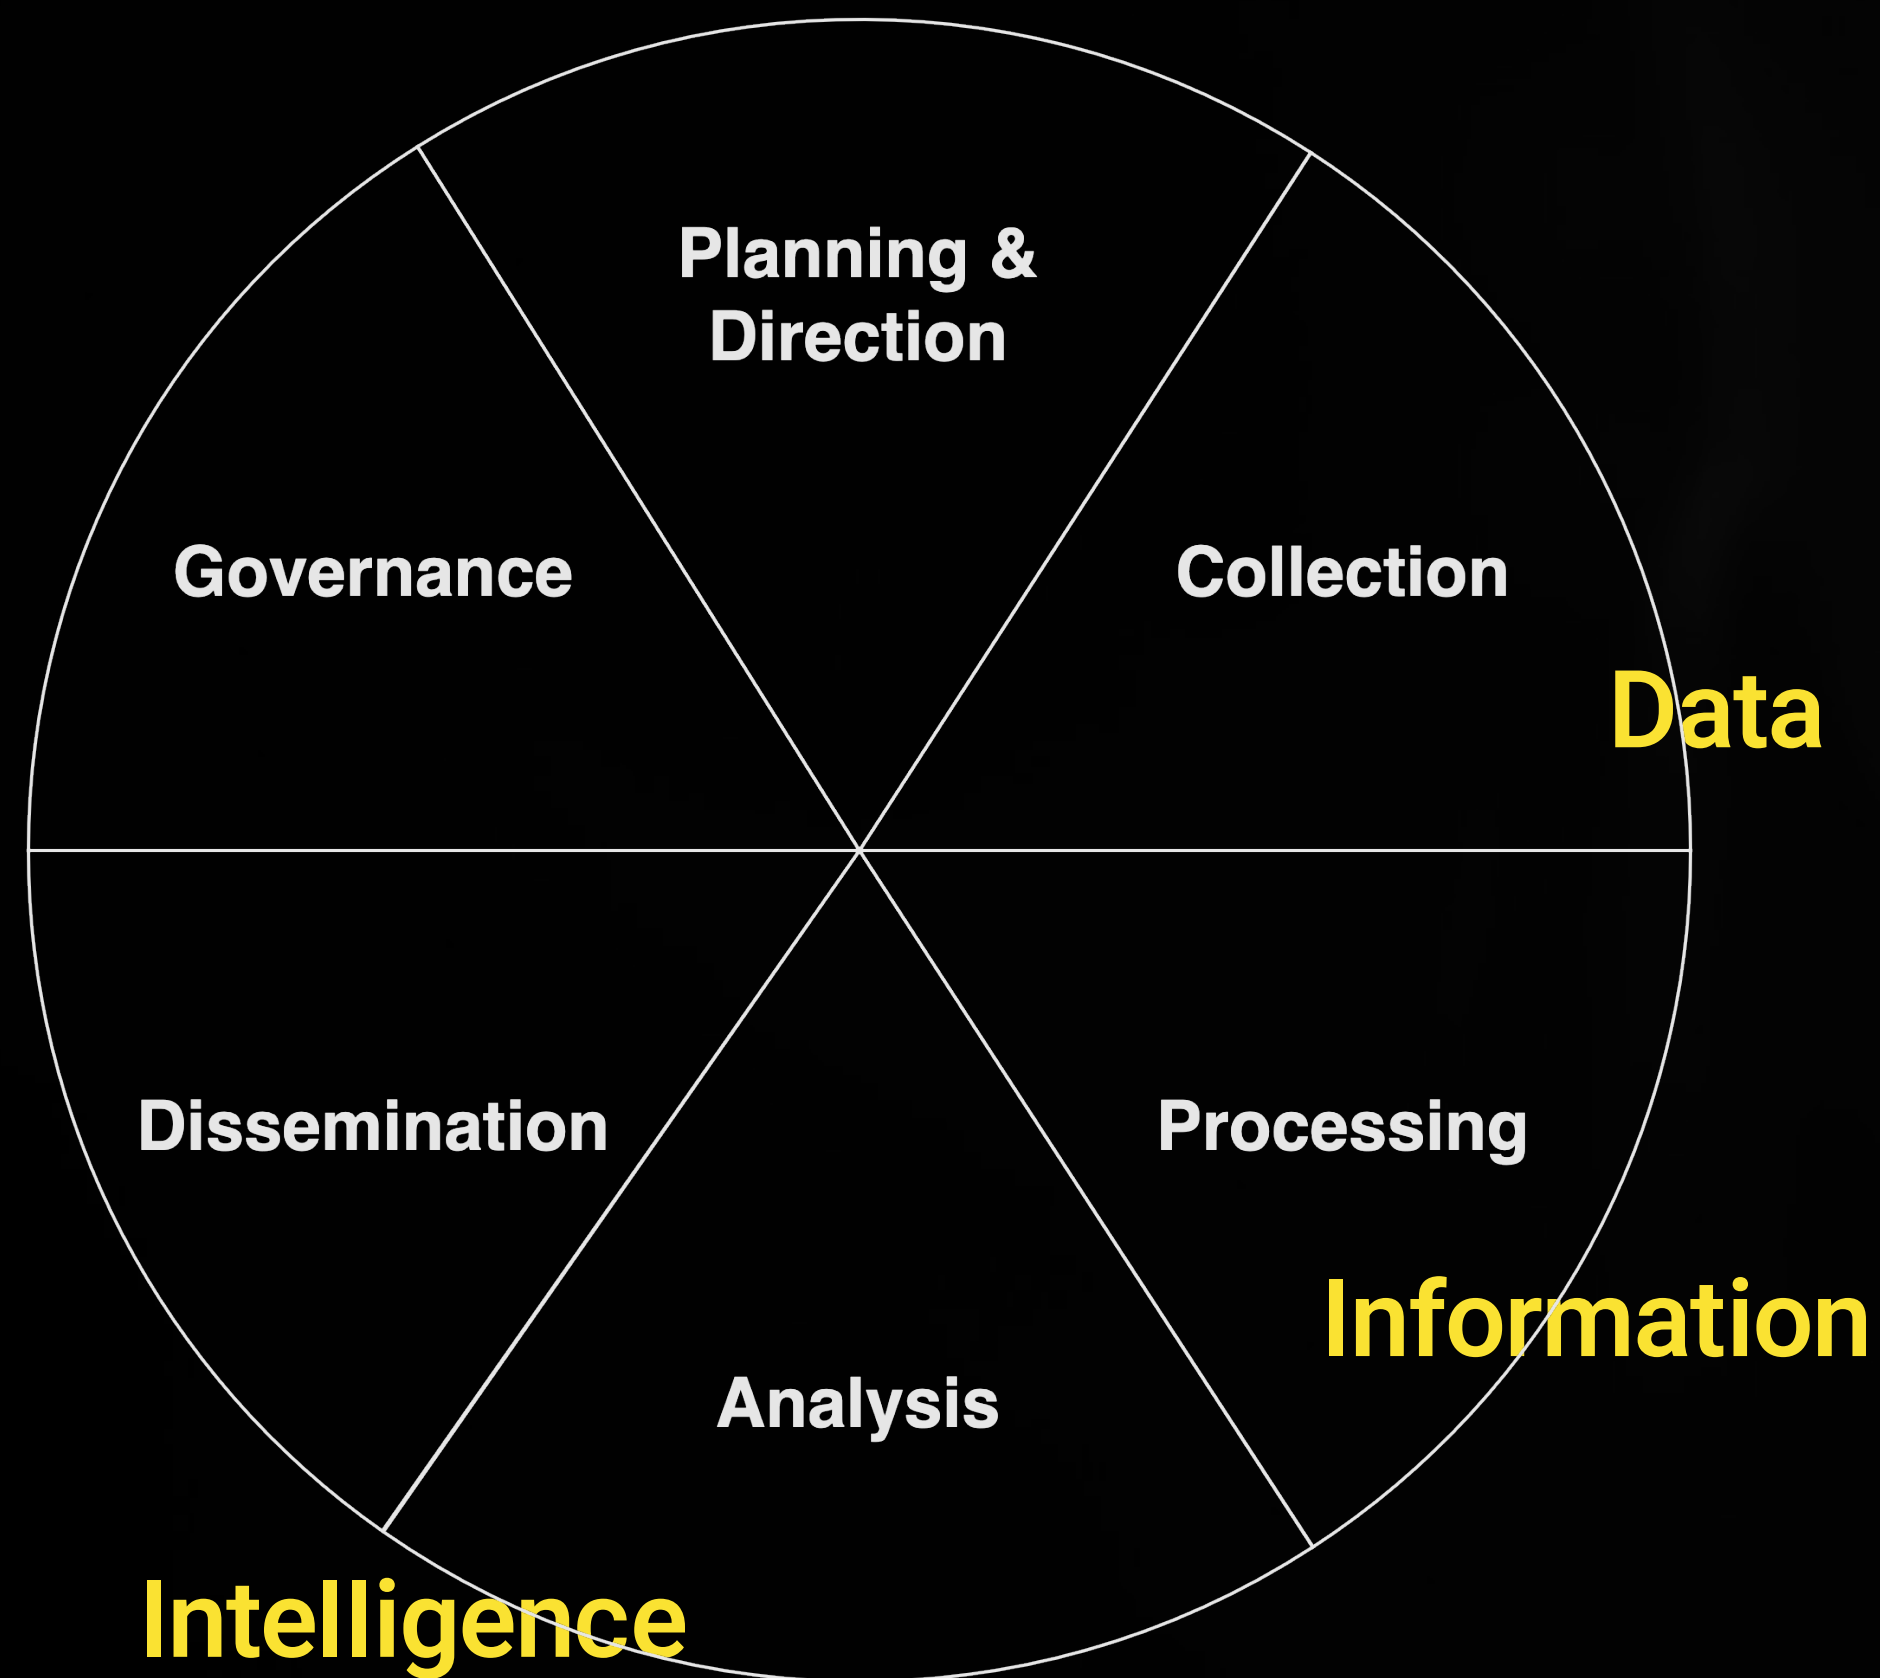 Planning &
Direction
Governance
Collection
Data
Dissemination
Processing
Information
Analysis
Intelligence